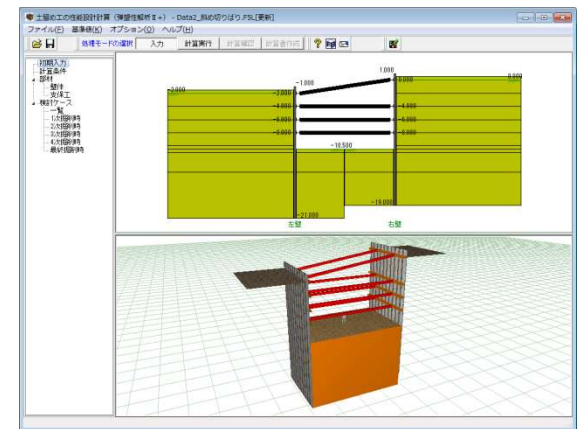 土留め工の性能設計計算（弾塑性解析Ⅱ＋） - Data2_斜め切りばり.F5L[更新]
ファイル(F) 基準値(K) オプション(O) ヘルプ(H)
処理モードの選択 入力 計算実行 計算確認 計算書作成
初期入力
計算条件
部材
壁体
支保工
検討ケース
一覧
1次掘削時
2次掘削時
3次掘削時
4次掘削時
最終掘削時
1.000
-1.000
-2.000
-2.000
0.000
0.000
-4.000
-4.000
-6.000
-6.000
-8.000
-8.000
-10.500
-19.000
-21.000
左壁
右壁